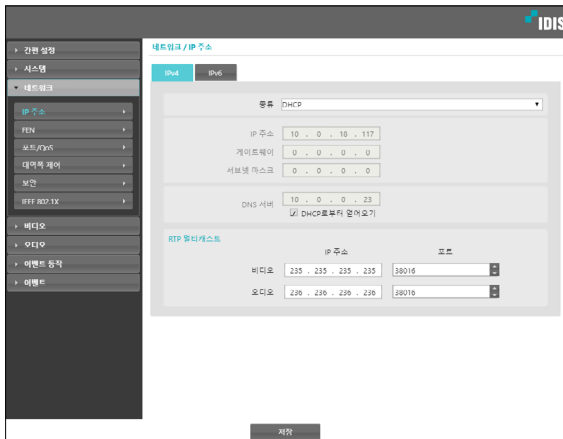 IDIS
간편 설정
시스템
네트워크
IP 주소
FEN
포트/QoS
대역폭 제어
보안
IEEE 802.1X
비디오
오디오
이벤트 동작
이벤트
네트워크 / IP 주소
IPv4 IPv6
종류 DHCP
IP 주소 10 . 0 . 18 . 117
게이트웨이 0 . 0 . 0 . 0
서브넷 마스크 0 . 0 . 0 . 0
DNS 서버 10 . 0 . 0 . 23
DHCP로부터 얻어오기
RTP 멀티캐스트
IP 주소 포트
비디오 235 . 235 . 235 . 235 38016
오디오 236 . 236 . 236 . 236 38016
저장